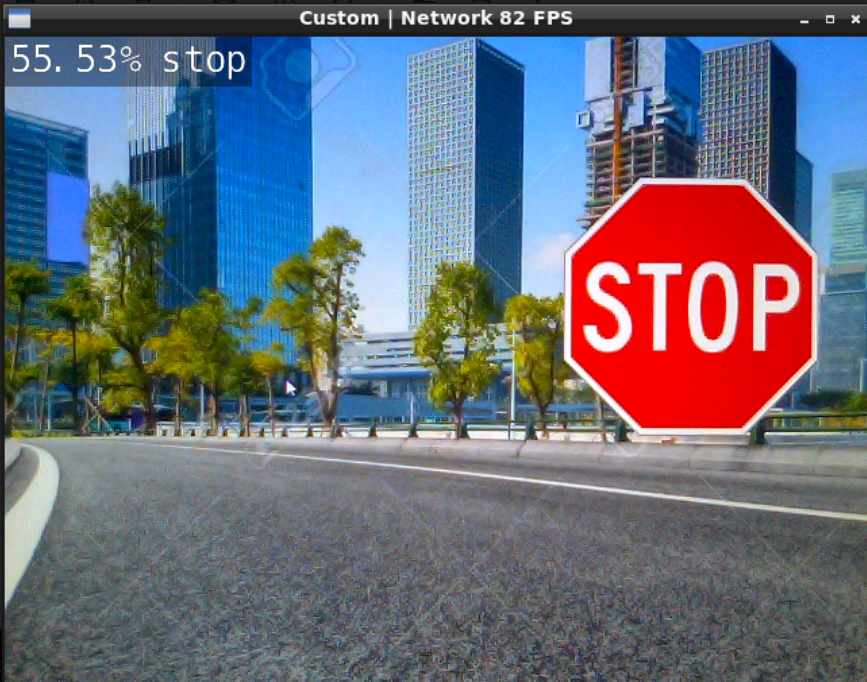 Custom | Network 82 FPS
55.53% stop
STOP